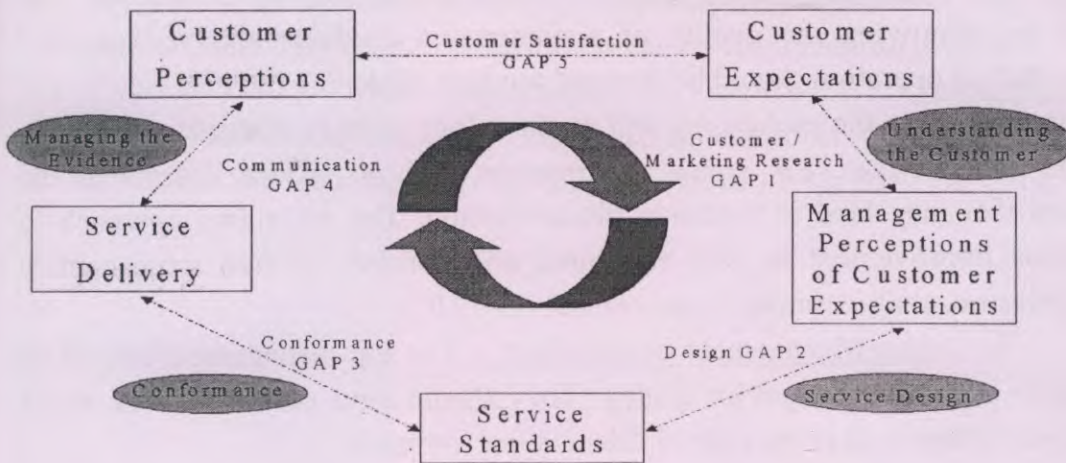 Customer
Perceptions
Customer Satisfaction
GAP 5
Customer
Expectations
Managing the
Evidence
Communication
GAP 4
Customer /
Marketing Research
GAP 1
Understanding
the Customer
Service
Delivery
Management
Perceptions
of Customer
Expectations
Conformance
GAP 3
Design GAP 2
Conformance
Service Design
Service
Standards